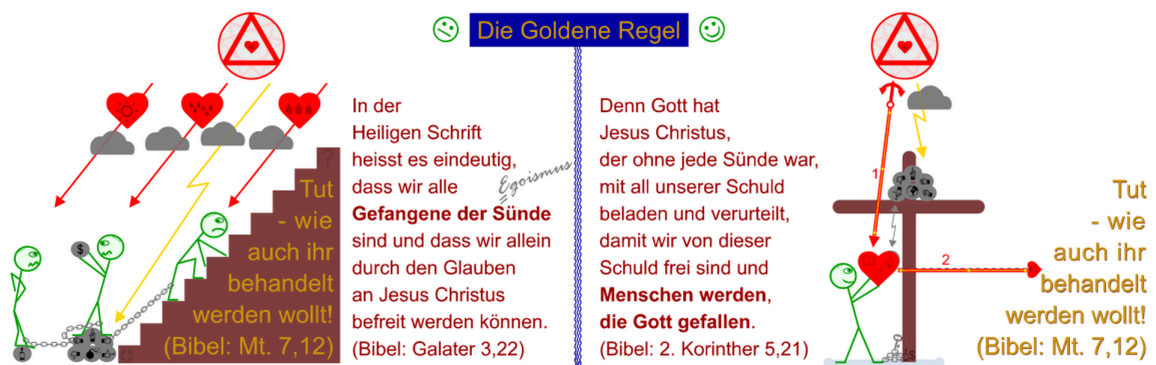 Die Goldene Regel
?
Tut
- wie
auch ihr
behandelt
werden wollt!
(Bibel: Mt. 7,12)
$
In der
Heiligen Schrift
heisst es eindeutig,
dass wir alle
Egoismus
Gefangene der Sünde
sind und dass wir allein
durch den Glauben
an Jesus Christus
befreit werden können.
(Bibel: Galater 3,22)
Denn Gott hat
Jesus Christus,
der ohne jede Sünde war,
mit all unserer Schuld
beladen und verurteilt,
damit wir von dieser
Schuld frei sind und
Menschen werden,
die Gott gefallen.
(Bibel: 2. Korinther 5,21)
1
2
Tut
- wie
auch ihr
behandelt
werden wollt!
(Bibel: Mt. 7,12)